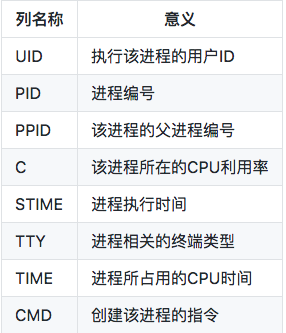 列名称 意义
UID 执行该进程的用户ID
PID 进程编号
PPID 该进程的父进程编号
C 该进程所在的CPU利用率
STIME 进程执行时间
TTY 进程相关的终端类型
TIME 进程所占用的CPU时间
CMD 创建该进程的指令